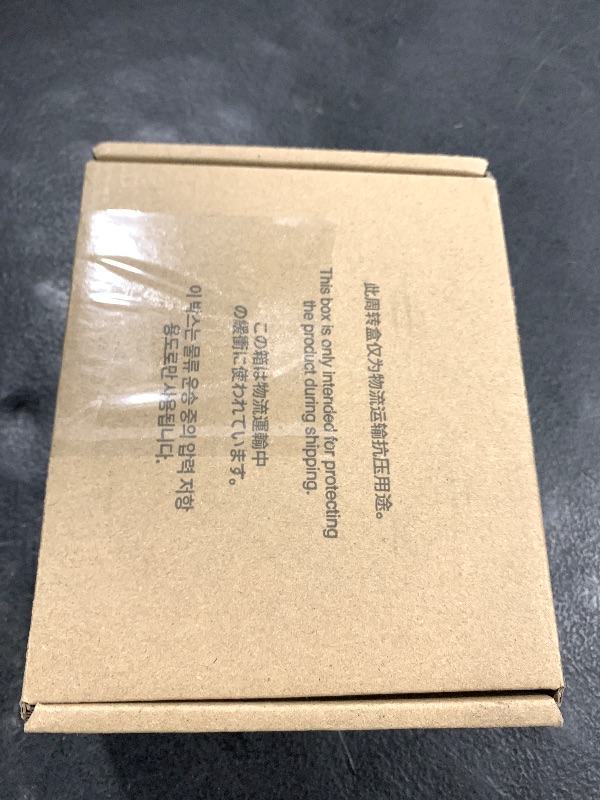 此周转盒仅为物流运输抗压用途。
This box is only intended for protecting
the product during shipping.
この箱は物流運輸中
の緩衝に使われています。
이 박스는 물류 운송 중의 압력 저항
용도로만 사용됩니다.